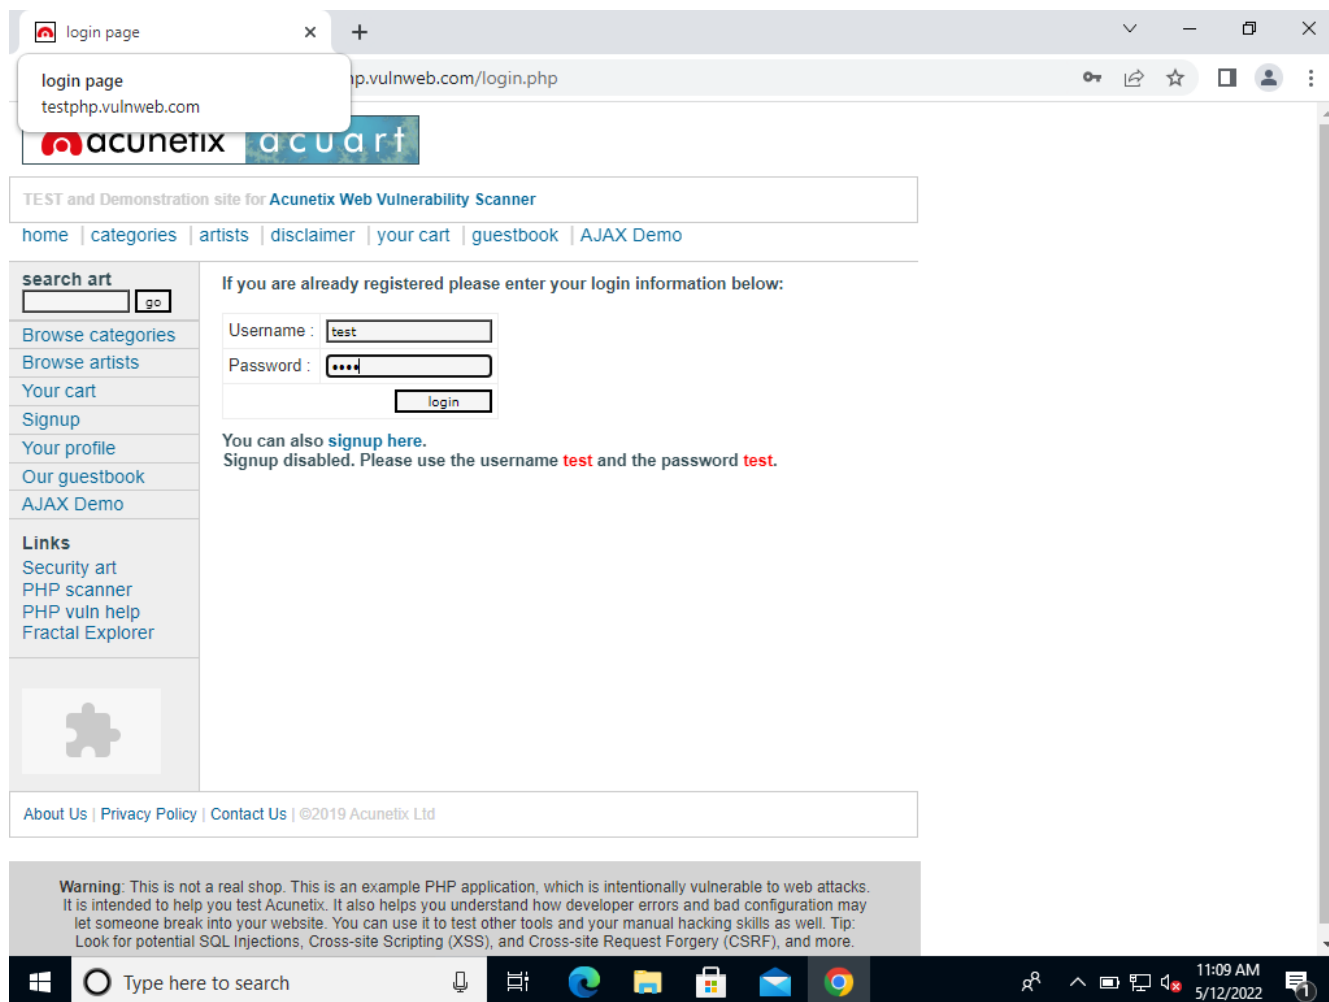 login page
login page
testphp.vulnweb.com
np.vulnweb.com/login.php
acunetix acuart
TEST and Demonstration site for Acunetix Web Vulnerability Scanner
home | categories | artists | disclaimer | your cart | guestbook | AJAX Demo
search art
go
Browse categories
Browse artists
Your cart
Signup
Your profile
Our guestbook
AJAX Demo
Links
Security art
PHP scanner
PHP vuln help
Fractal Explorer
If you are already registered please enter your login information below:
Username : test
Password : ••••
login
You can also signup here.
Signup disabled. Please use the username test and the password test.
About Us | Privacy Policy | Contact Us | ©2019 Acunetix Ltd
Warning: This is not a real shop. This is an example PHP application, which is intentionally vulnerable to web attacks.
It is intended to help you test Acunetix. It also helps you understand how developer errors and bad configuration may
let someone break into your website. You can use it to test other tools and your manual hacking skills as well. Tip:
Look for potential SQL Injections, Cross-site Scripting (XSS), and Cross-site Request Forgery (CSRF), and more.
Type here to search
11:09 AM
5/12/2022
1